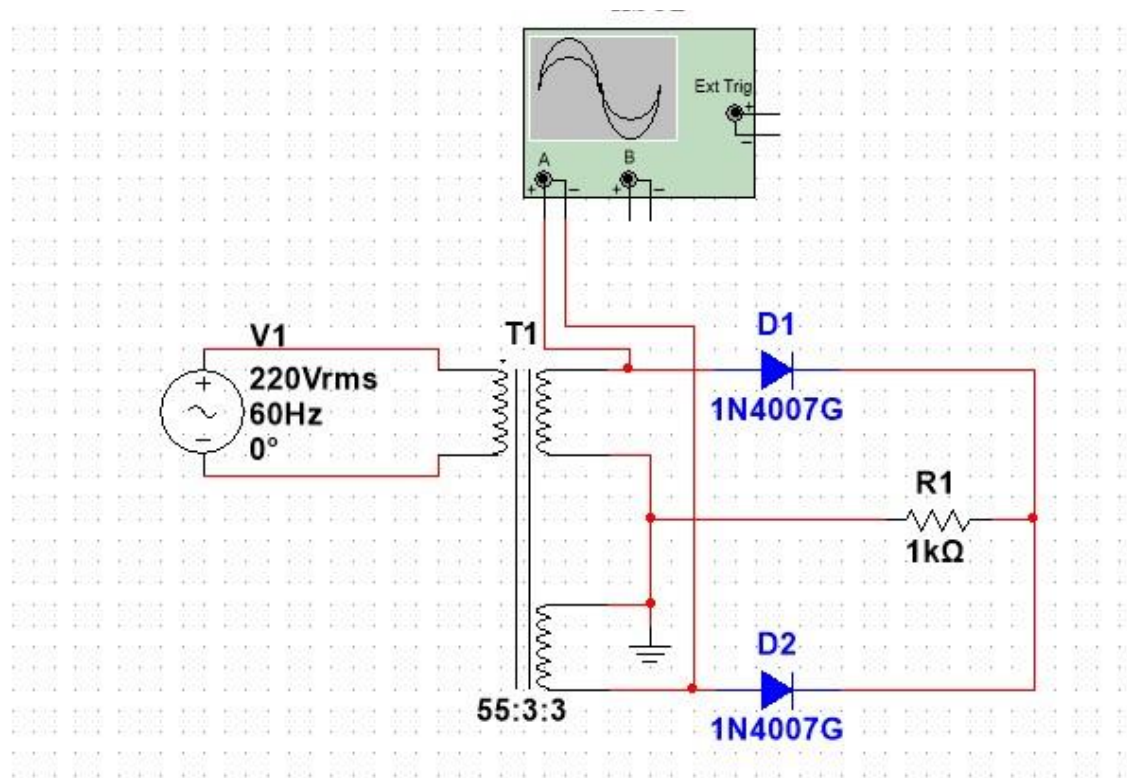 Ext Trig
+
−
A
B
+
−
+
−
V1
220Vrms
60Hz
0°
+
−
T1
55:3:3
D1
1N4007G
R1
1kΩ
D2
1N4007G